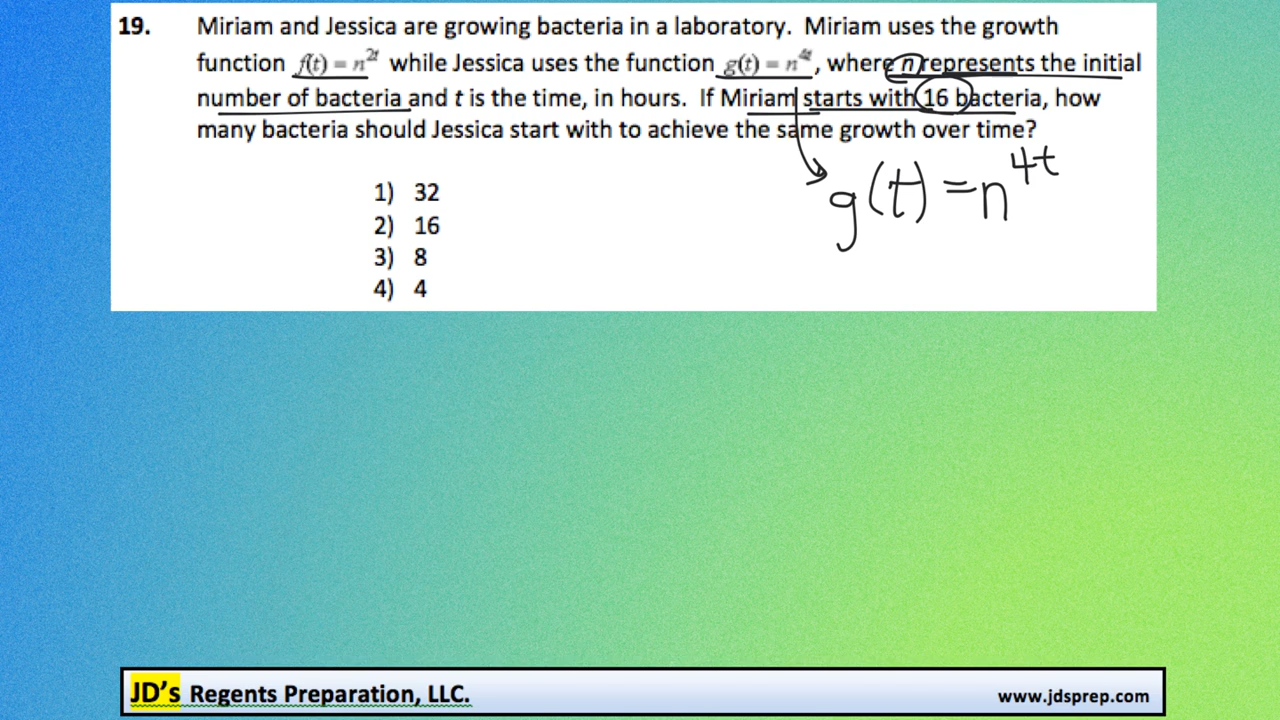 19. Miriam and Jessica are growing bacteria in a laboratory. Miriam uses the growth
function f(t) = n^2t while Jessica uses the function g(t) = n^4t, where n represents the initial
number of bacteria and t is the time, in hours. If Miriam starts with 16 bacteria, how
many bacteria should Jessica start with to achieve the same growth over time?
g(t) = n^4t
1) 32
2) 16
3) 8
4) 4
JD's Regents Preparation, LLC. www.jdsprep.com